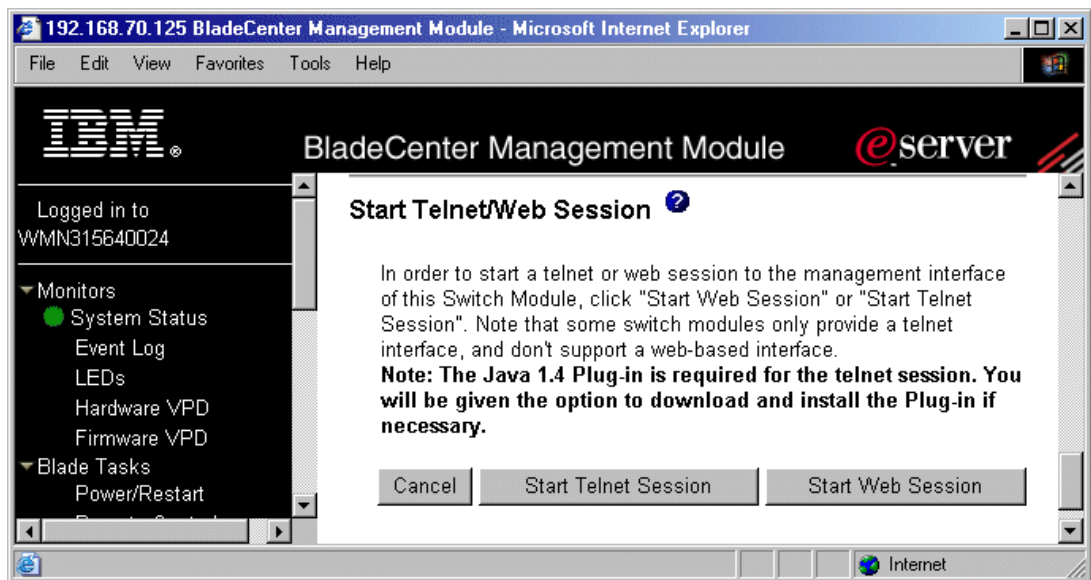 192.168.70.125 BladeCenter Management Module - Microsoft Internet Explorer
File Edit View Favorites Tools Help
IBM®
BladeCenter Management Module
eserver
Logged in to
WMN315640024
Monitors
System Status
Event Log
LEDs
Hardware VPD
Firmware VPD
Blade Tasks
Power/Restart
Start Telnet/Web Session ?
In order to start a telnet or web session to the management interface
of this Switch Module, click "Start Web Session" or "Start Telnet
Session". Note that some switch modules only provide a telnet
interface, and don't support a web-based interface.
Note: The Java 1.4 Plug-in is required for the telnet session. You
will be given the option to download and install the Plug-in if
necessary.
Cancel Start Telnet Session Start Web Session
Internet